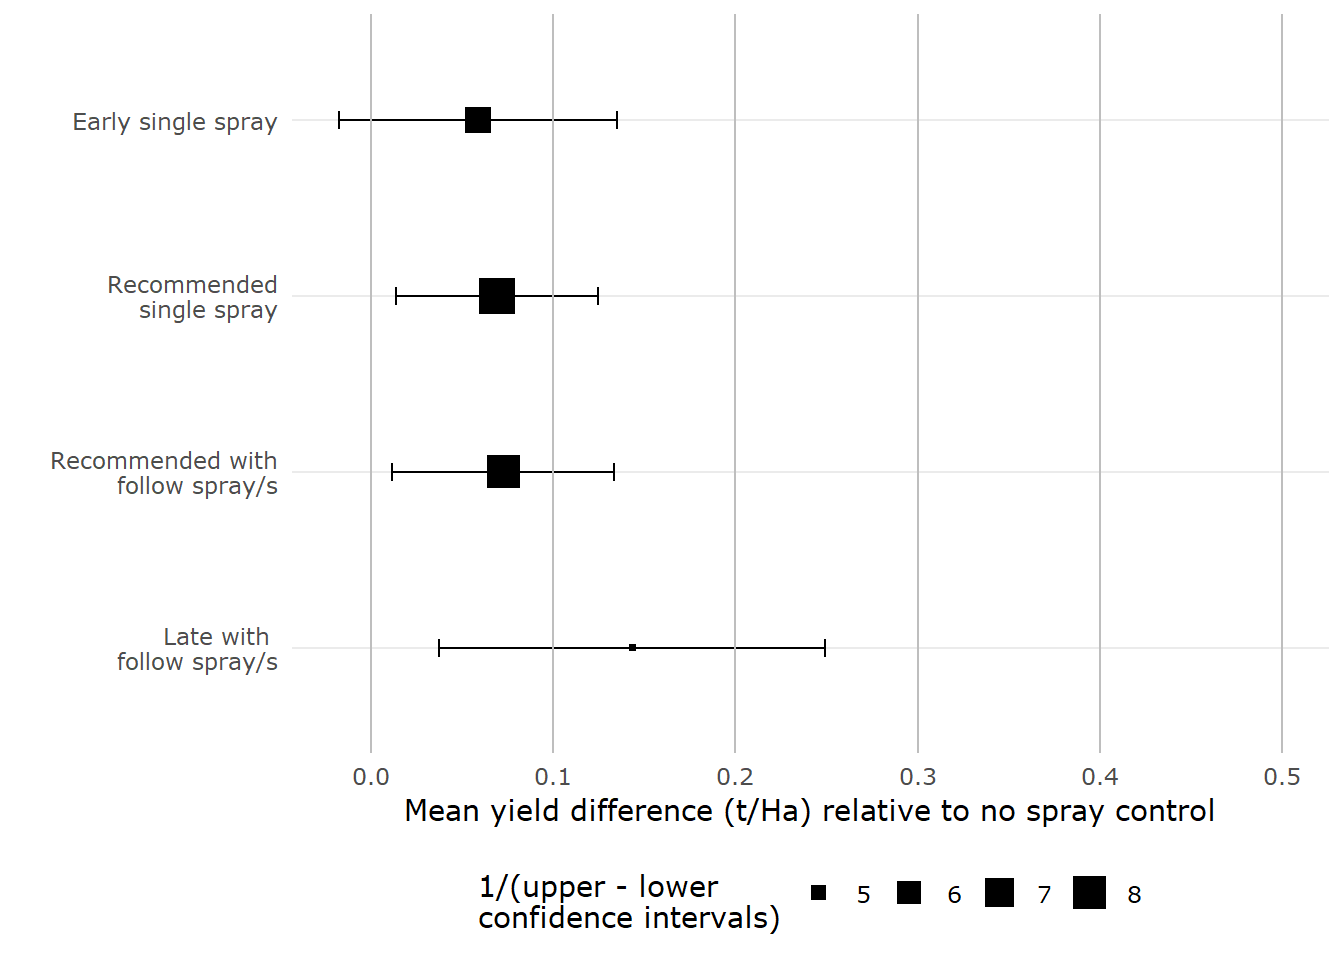 Early single spray
Recommended
single spray
Recommended with
follow spray/s
Late with
follow spray/s
0.0 0.1 0.2 0.3 0.4 0.5
Mean yield difference (t/Ha) relative to no spray control
1/(upper - lower
confidence intervals)
5 6 7 8